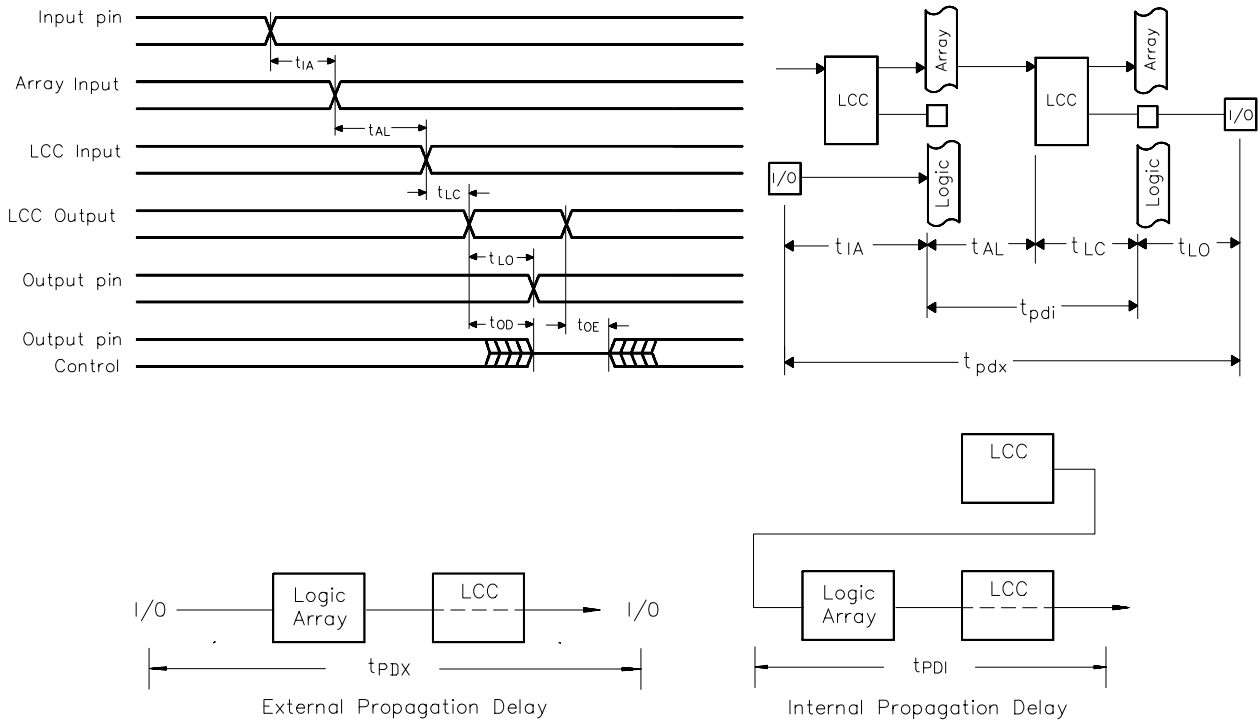 Input pin
tIA
Array Input
tAL
LCC Input
tLC
LCC Output
tLO
Output pin
tOD
tOE
Output pin
Control
Array
Array
LCC
LCC
I/O
I/O
Logic
Logic
tIA
tAL
tLC
tLO
tpdi
tpdx
I/O
Logic
Array
LCC
I/O
tPDX
External Propagation Delay
LCC
Logic
Array
LCC
tPDI
Internal Propagation Delay